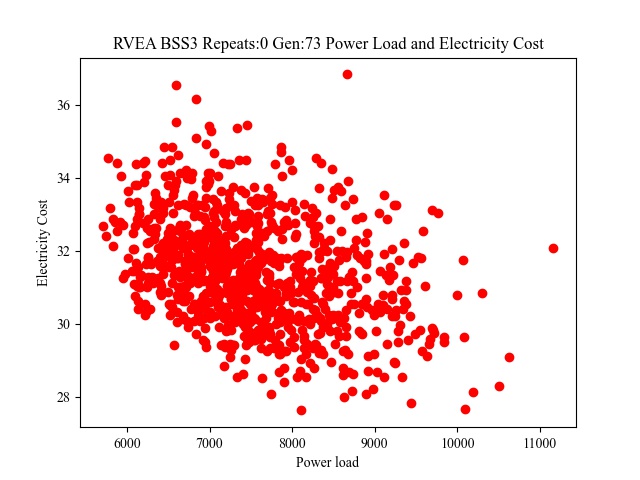 RVEA BSS3 Repeats:0 Gen:73 Power Load and Electricity Cost
36
34
32
30
28
Electricity Cost
6000 7000 8000 9000 10000 11000
Power load